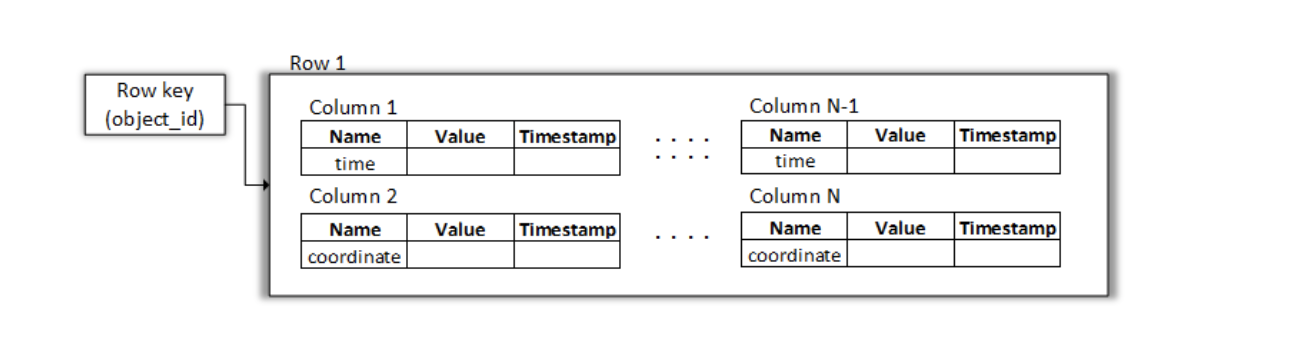 Row 1
Row key
(object_id)
Column 1
Name Value Timestamp
time
Column 2
Name Value Timestamp
coordinate
. . . .
. . . .
. . . .
Column N-1
Name Value Timestamp
time
Column N
Name Value Timestamp
coordinate